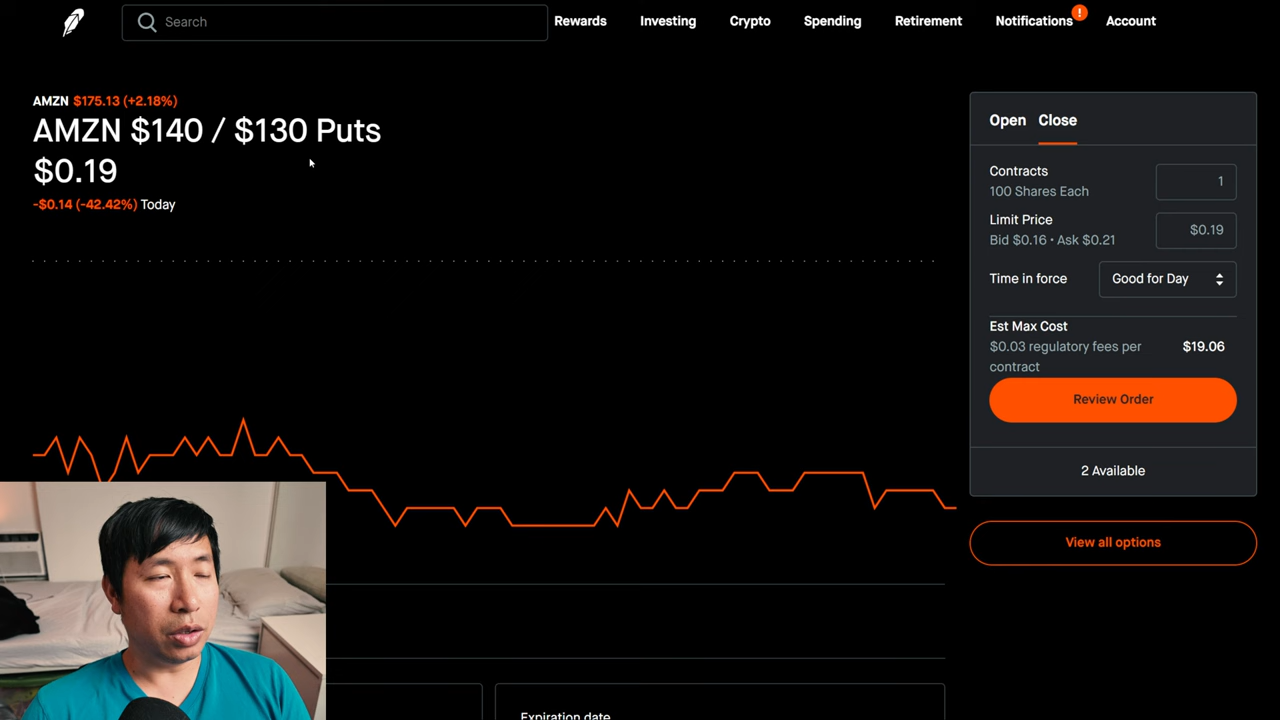 Search
Rewards
Investing
Crypto
Spending
Retirement
Notifications
!
Account
AMZN $175.13 (+2.18%)
AMZN $140 / $130 Puts
$0.19
-$0.14 (-42.42%) Today
Open Close
Contracts
100 Shares Each
1
Limit Price
Bid $0.16 • Ask $0.21
$0.19
Time in force
Good for Day
Est Max Cost
$0.03 regulatory fees per
contract
$19.06
Review Order
2 Available
View all options
Expiration date